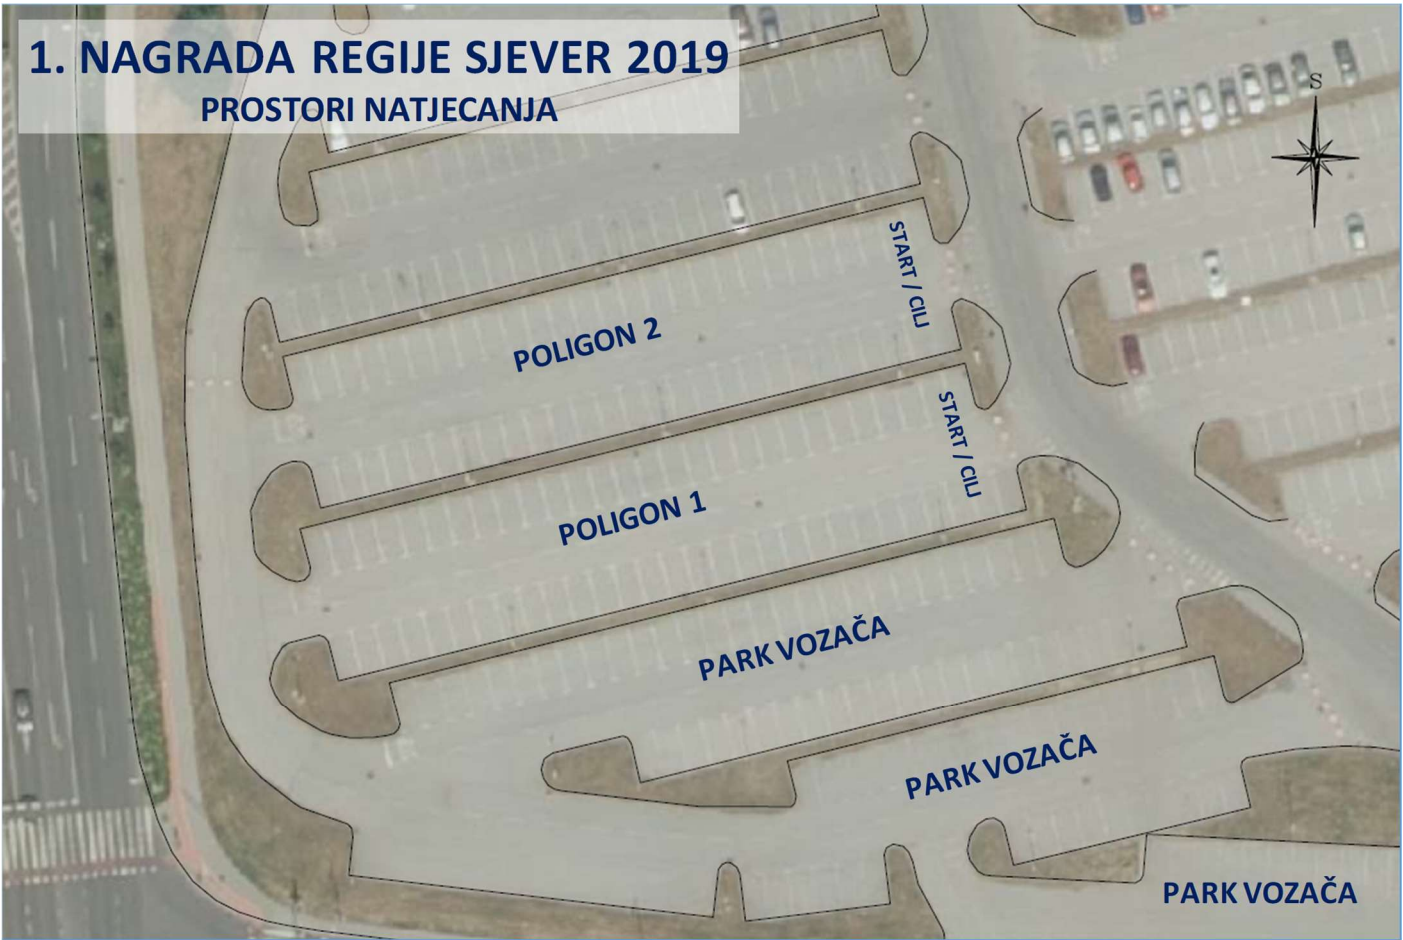 1. NAGRADA REGIJE SJEVER 2019
PROSTORI NATJECANJA
S
START / CILJ
POLIGON 2
START / CILJ
POLIGON 1
PARK VOZAČA
PARK VOZAČA
PARK VOZAČA